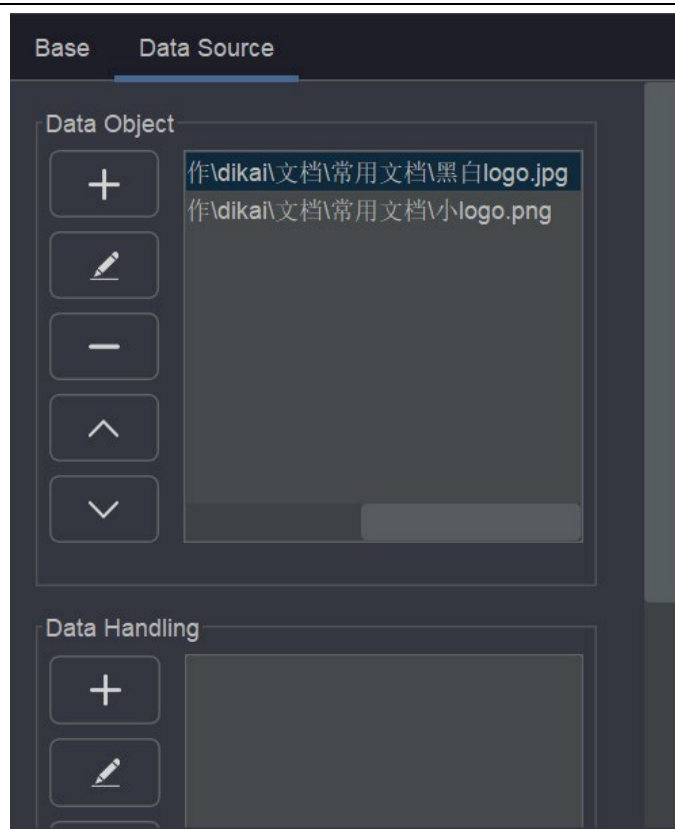 Base Data Source
Data Object
作\dikai\文档\常用文档\黑白logo.jpg
作\dikai\文档\常用文档\小logo.png
Data Handling